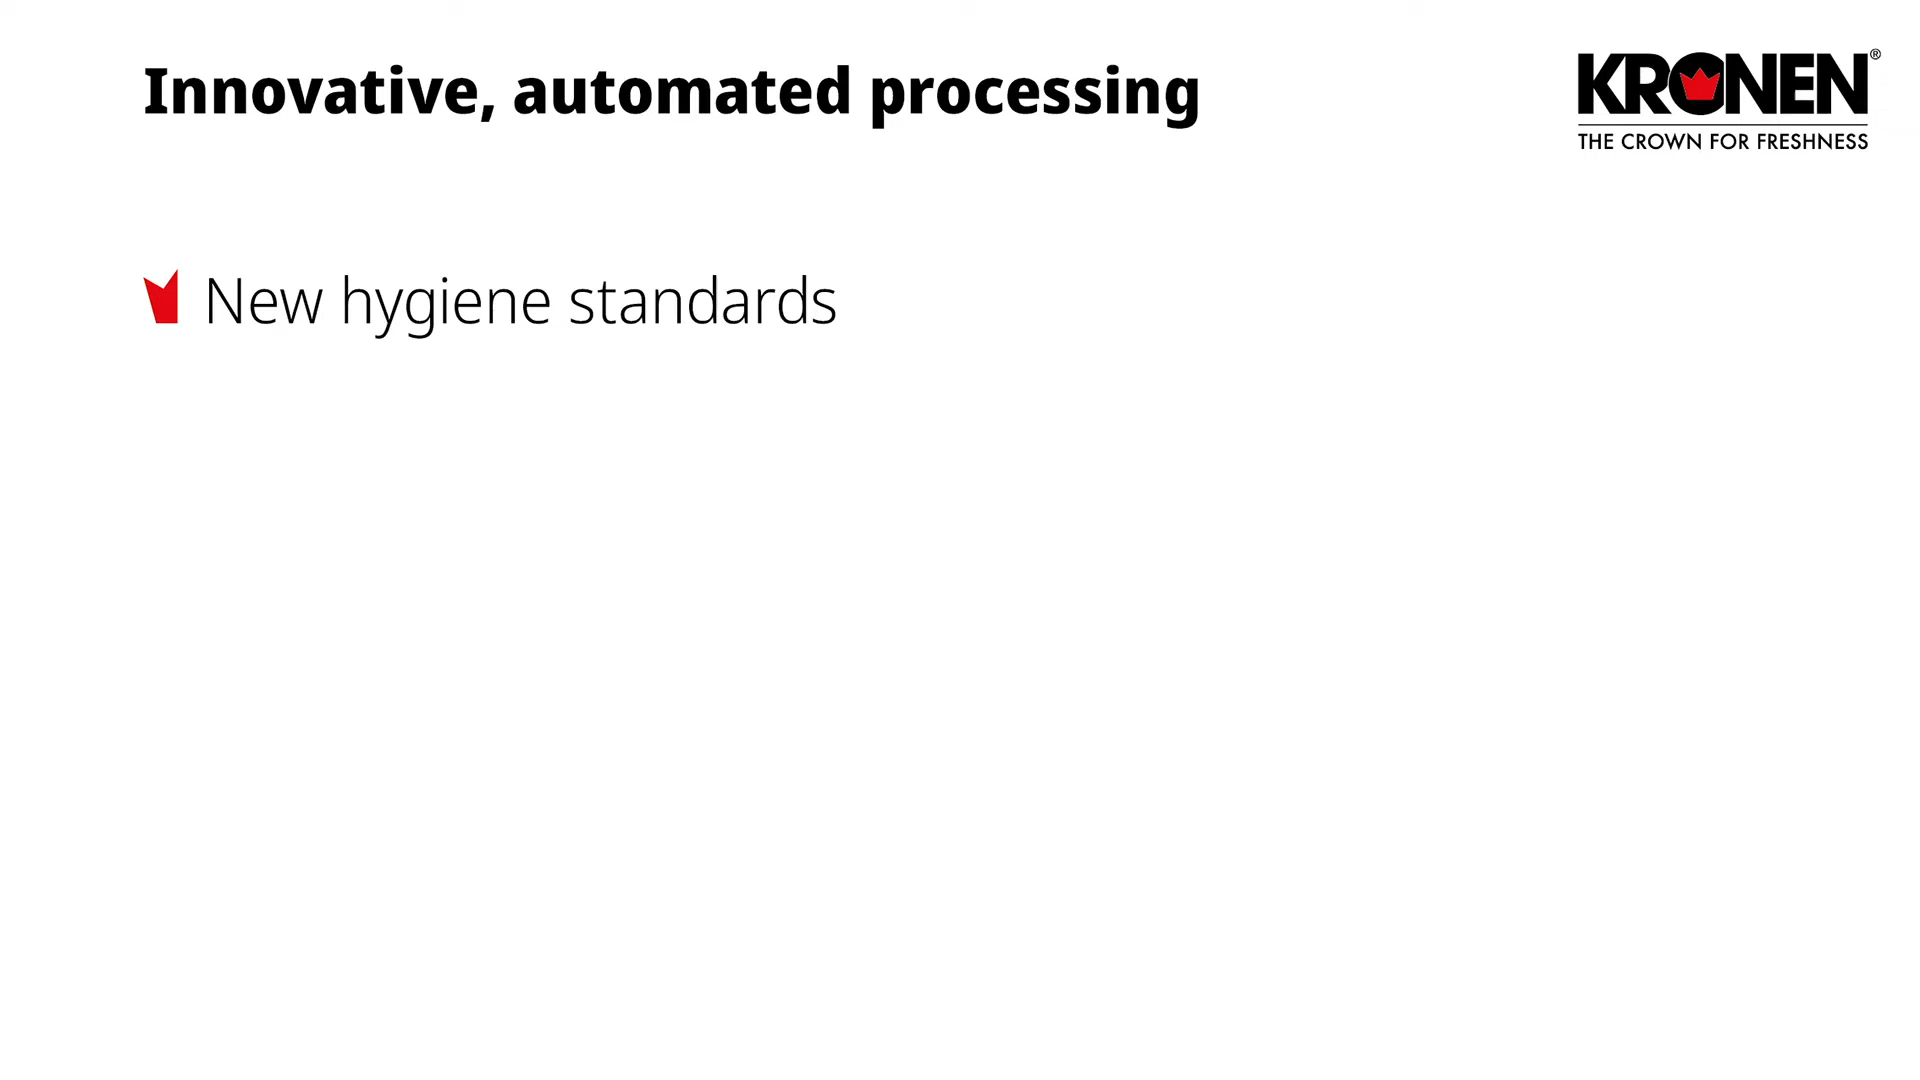 Innovative, automated processing
KRONEN®
THE CROWN FOR FRESHNESS
New hygiene standards